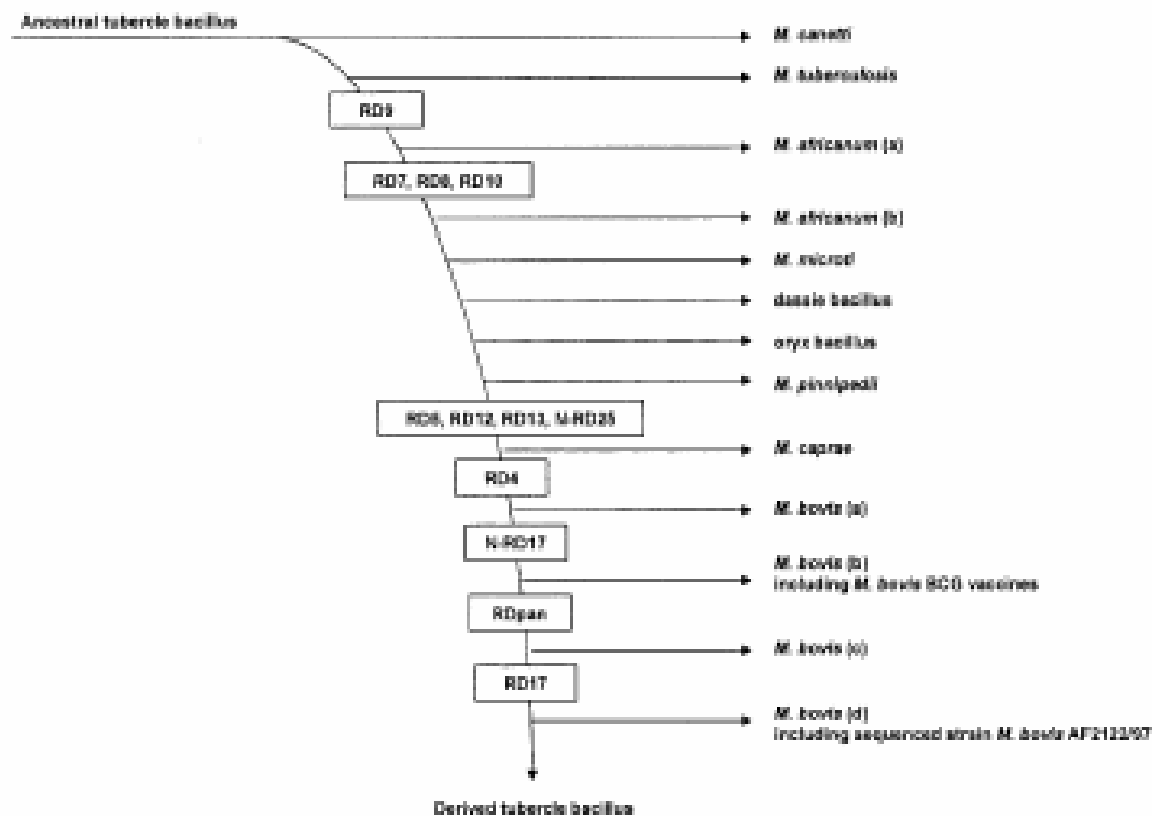 Ancestral tubercle bacillus
M. canetti
M. tuberculosis
RD9
M. africanum (a)
RD7, RD8, RD10
M. africanum (b)
M. microti
dassie bacillus
oryx bacillus
M. pinnipedii
RD5, RD12, RD13, N-RD25
M. caprae
RD4
M. bovis (a)
N-RD17
M. bovis (b)
including M. bovis BCG vaccines
RDpan
M. bovis (c)
RD17
M. bovis (d)
including sequenced strain M. bovis AF2122/97
Derived tubercle bacillus